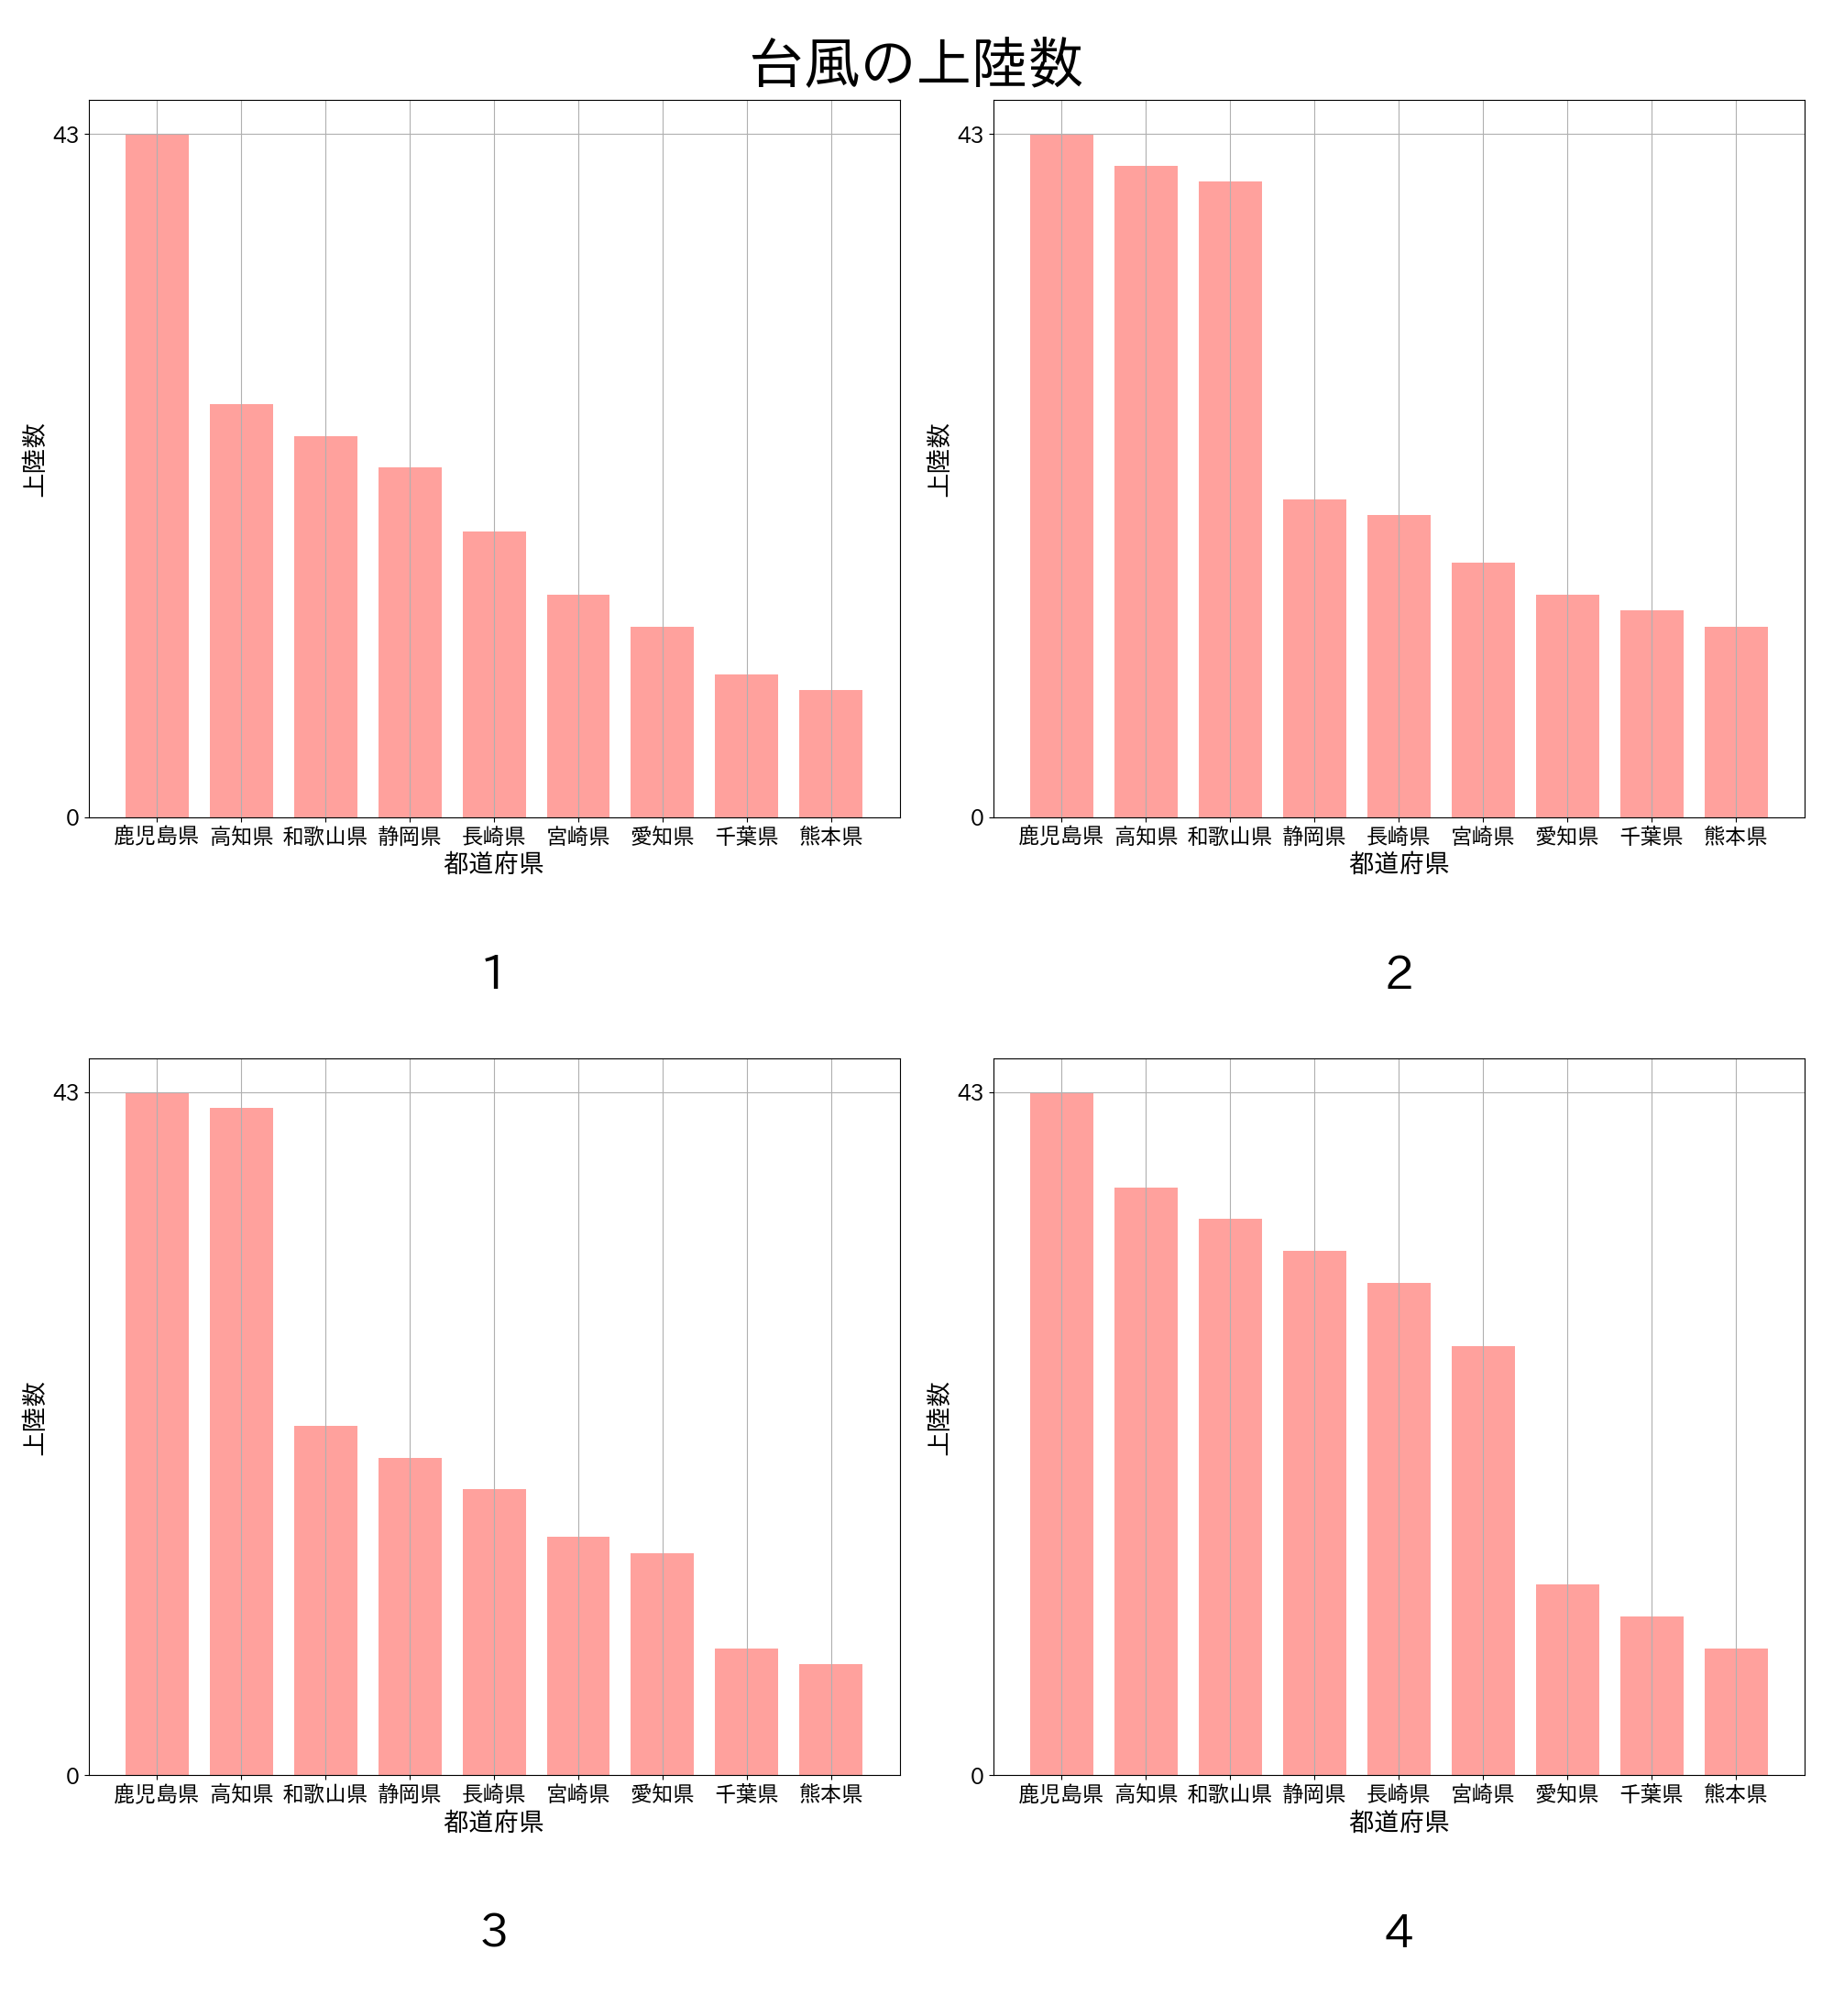 台風の上陸数
43
0
上陸数
鹿児島県 高知県 和歌山県 静岡県 長崎県 宮崎県 愛知県 千葉県 熊本県
都道府県
1
43
0
上陸数
鹿児島県 高知県 和歌山県 静岡県 長崎県 宮崎県 愛知県 千葉県 熊本県
都道府県
2
43
0
上陸数
鹿児島県 高知県 和歌山県 静岡県 長崎県 宮崎県 愛知県 千葉県 熊本県
都道府県
3
43
0
上陸数
鹿児島県 高知県 和歌山県 静岡県 長崎県 宮崎県 愛知県 千葉県 熊本県
都道府県
4